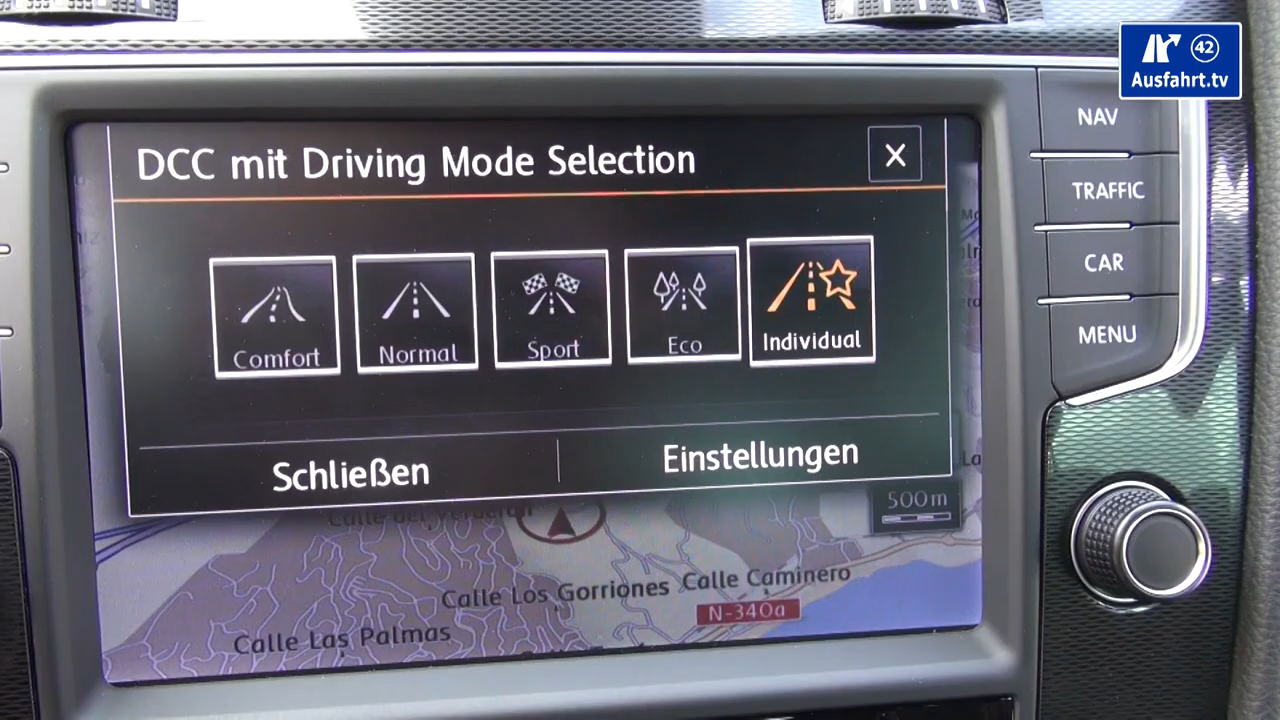 42
Ausfahrt.tv
NAV
TRAFFIC
CAR
MENU
DCC mit Driving Mode Selection
X
Comfort
Normal
Sport
Eco
Individual
Schließen
Einstellungen
500m
Calle Los Gorriones
Calle Caminero
N-340a
Calle Las Palmas